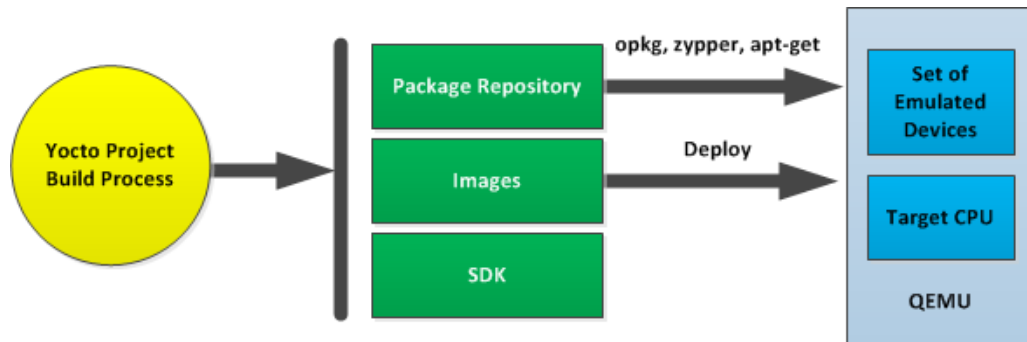 Yocto Project
Build Process
Package Repository
Images
SDK
opkg, zypper, apt-get
Deploy
Set of
Emulated
Devices
Target CPU
QEMU